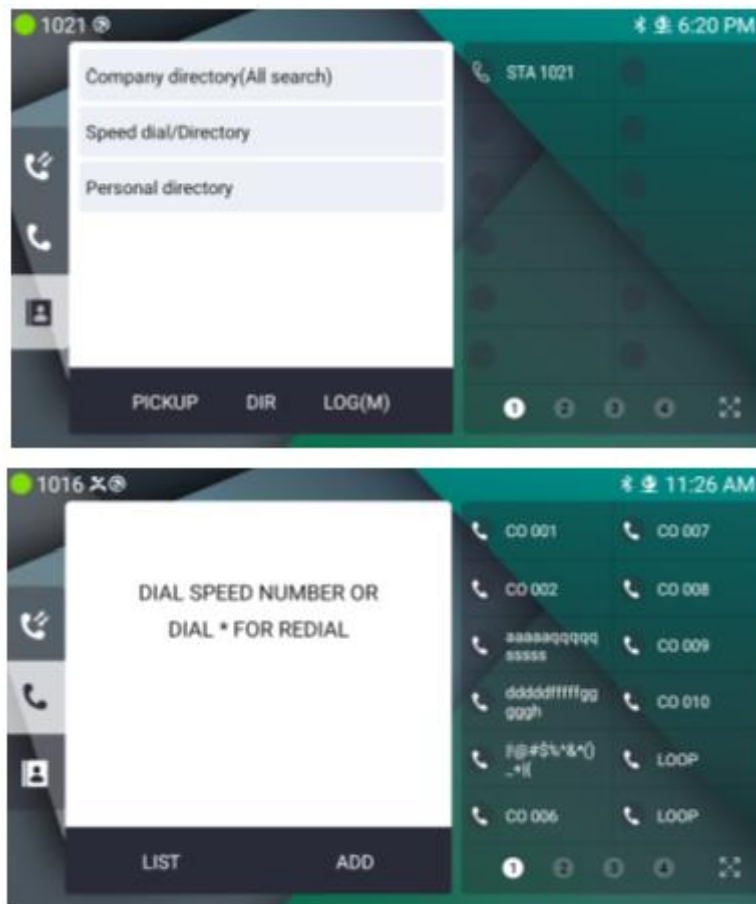 1021
6:20 PM
Company directory(All search)
Speed dial/Directory
Personal directory
PICKUP DIR LOG(M)
STA 1021
1 2 3 4
1016
11:26 AM
DIAL SPEED NUMBER OR
DIAL * FOR REDIAL
LIST ADD
CO 001 CO 007
CO 002 CO 008
aaaaaqqqqq
sssss
CO 009
dddddfffffgg
gggh
CO 010
LOOP
CO 006 LOOP
1 2 3 4